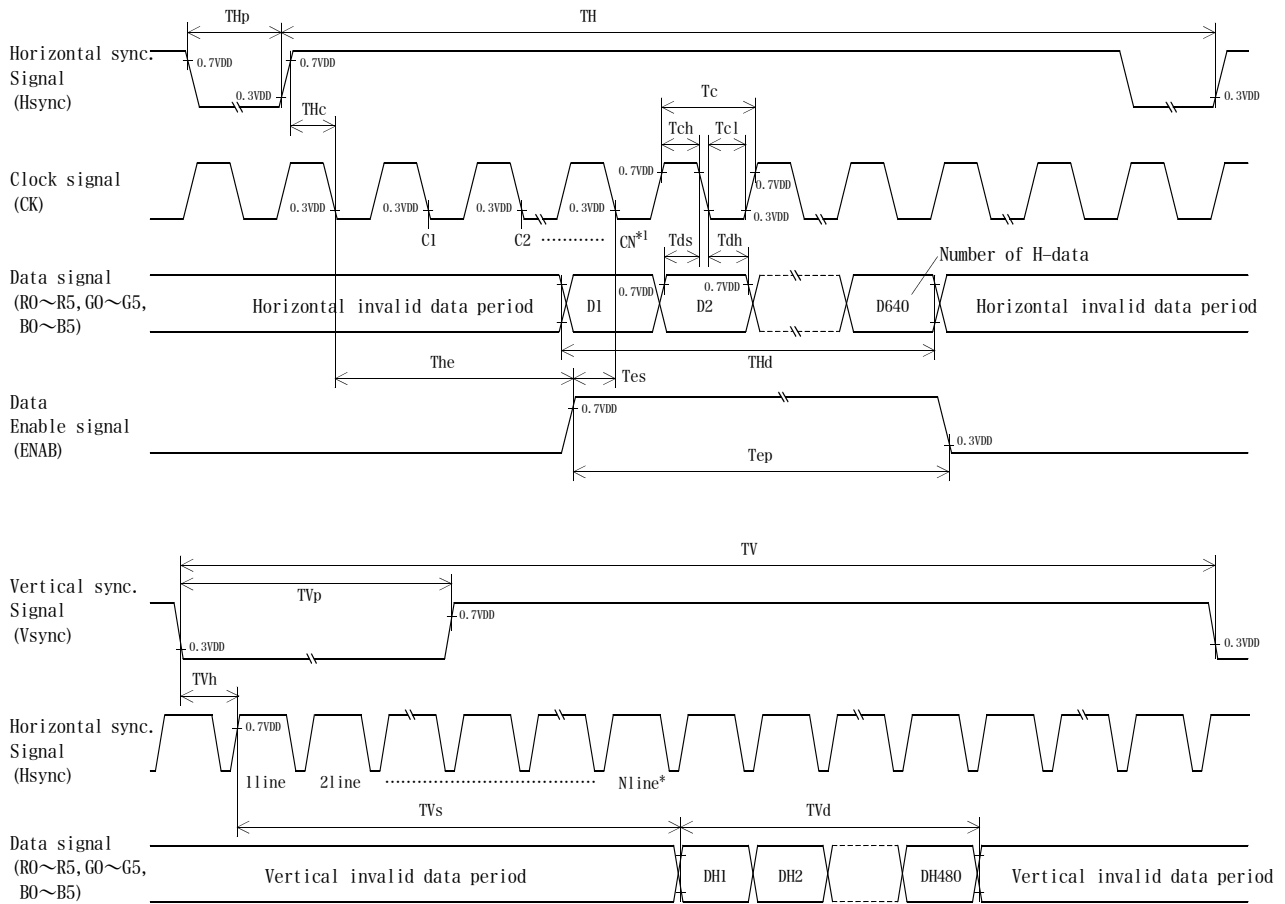 THp
TH
Horizontal sync.
Signal
(Hsync)
0.7VDD
0.7VDD
0.3VDD
0.3VDD
THc
Tc
Tch
Tcl
Clock signal
(CK)
0.7VDD
0.7VDD
0.3VDD
0.3VDD
0.3VDD
0.3VDD
0.3VDD
C1
C2
CN*1
Tds
Tdh
Number of H-data
Data signal
(R0～R5,G0～G5,
B0～B5)
Horizontal invalid data period
D1
0.7VDD
D2
0.7VDD
D640
Horizontal invalid data period
The
Tes
THd
Data
Enable signal
(ENAB)
0.7VDD
0.3VDD
Tep
TV
Vertical sync.
Signal
(Vsync)
TVp
0.7VDD
0.3VDD
0.3VDD
TVh
Horizontal sync.
Signal
(Hsync)
0.7VDD
1line
2line
Nline*
TVs
TVd
Data signal
(R0～R5,G0～G5,
B0～B5)
Vertical invalid data period
DH1
DH2
DH480
Vertical invalid data period